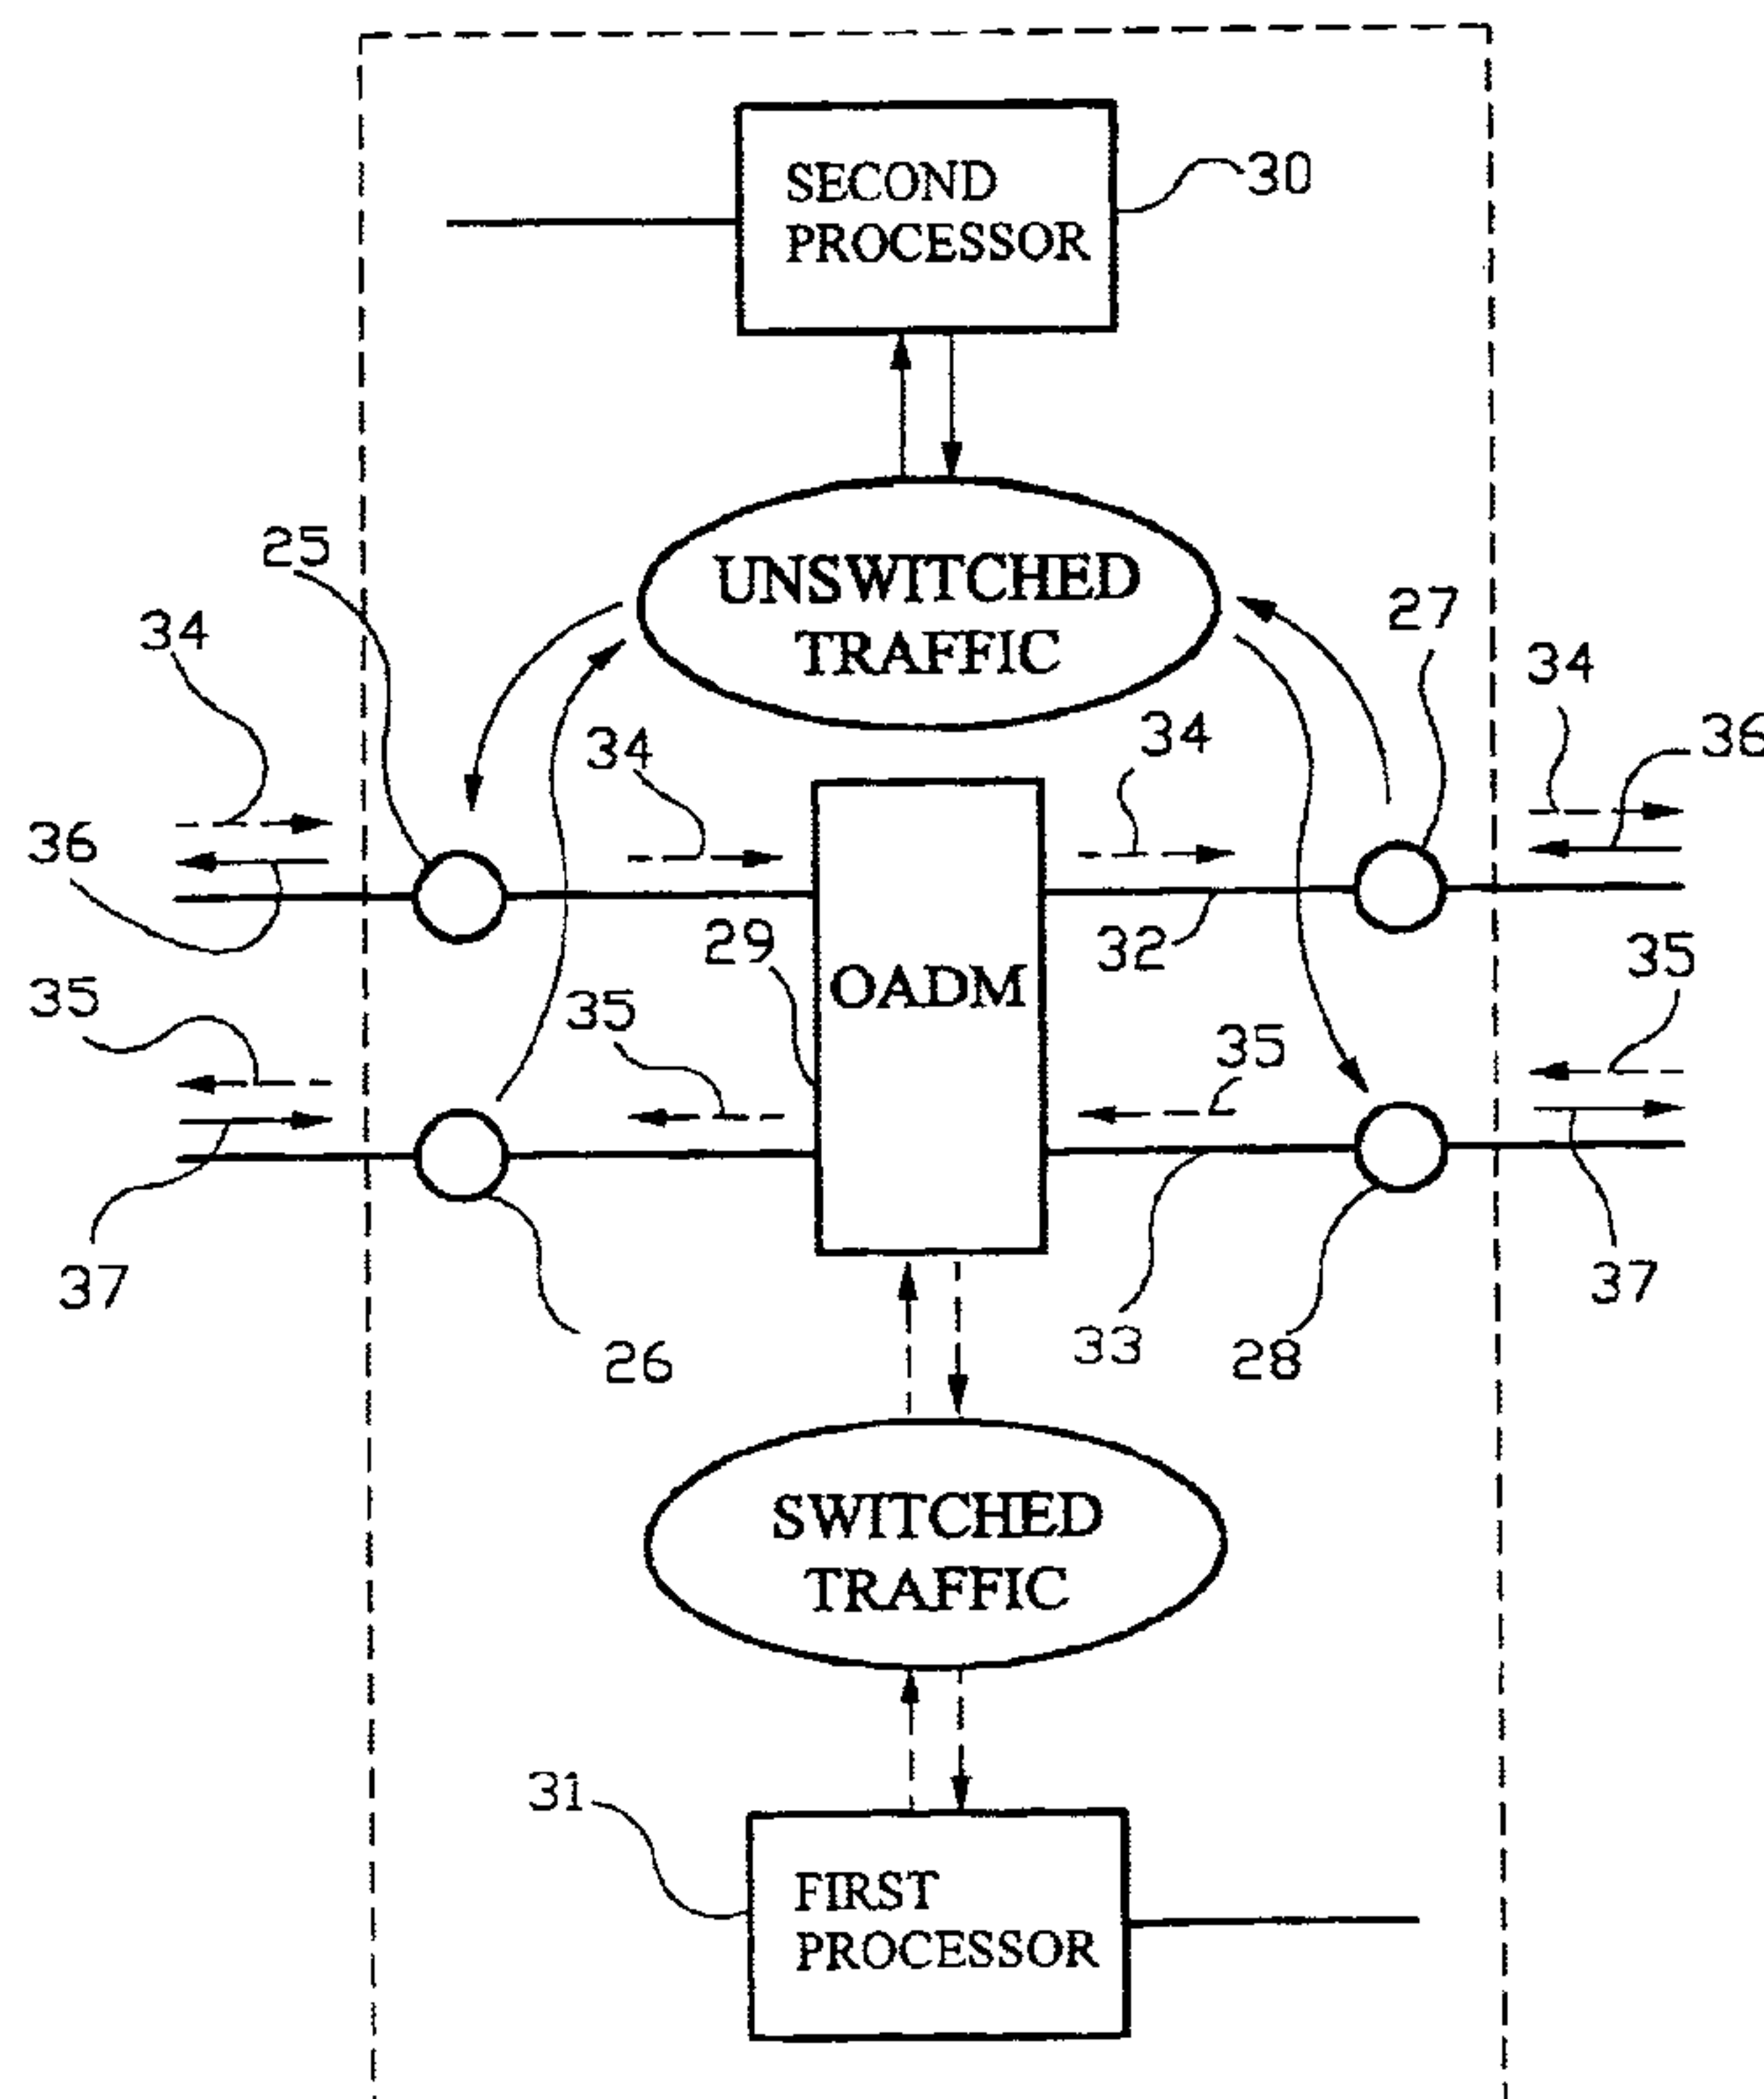 SECOND
PROCESSOR
30
UNSWITCHED
TRAFFIC
25
27
34
34
34
34
36
36
29
OADM
32
35
35
35
35
37
37
26
33
28
SWITCHED
TRAFFIC
31
FIRST
PROCESSOR